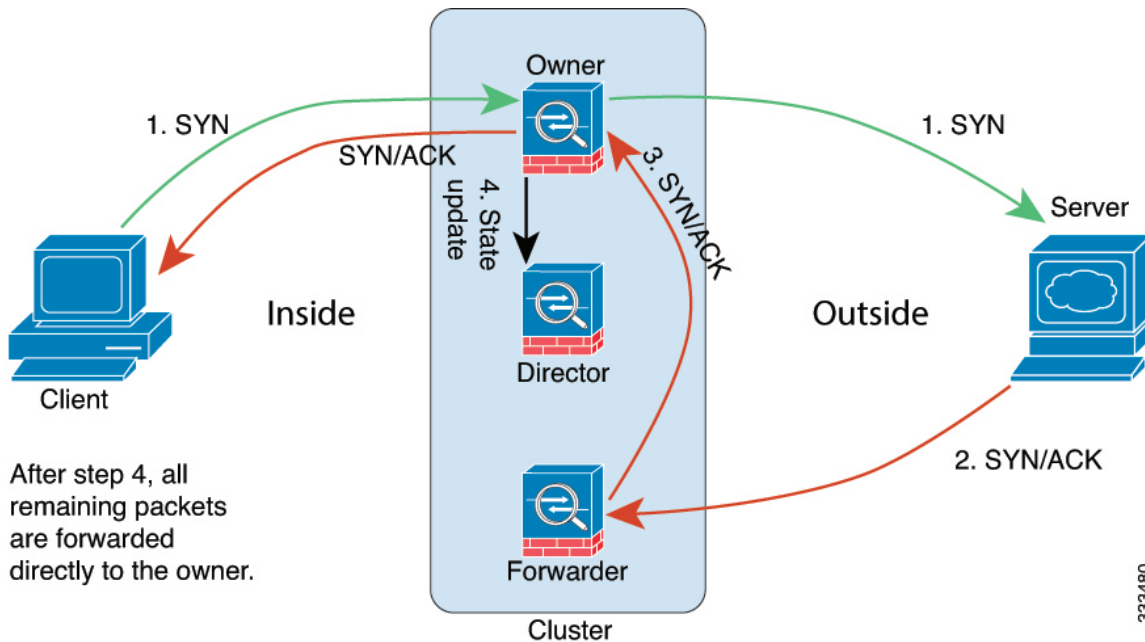 Owner
1. SYN
1. SYN
SYN/ACK
3. SYN/ACK
4. State
update
Server
Inside
Outside
Director
Client
2. SYN/ACK
After step 4, all
remaining packets
are forwarded
directly to the owner.
Forwarder
Cluster
333480